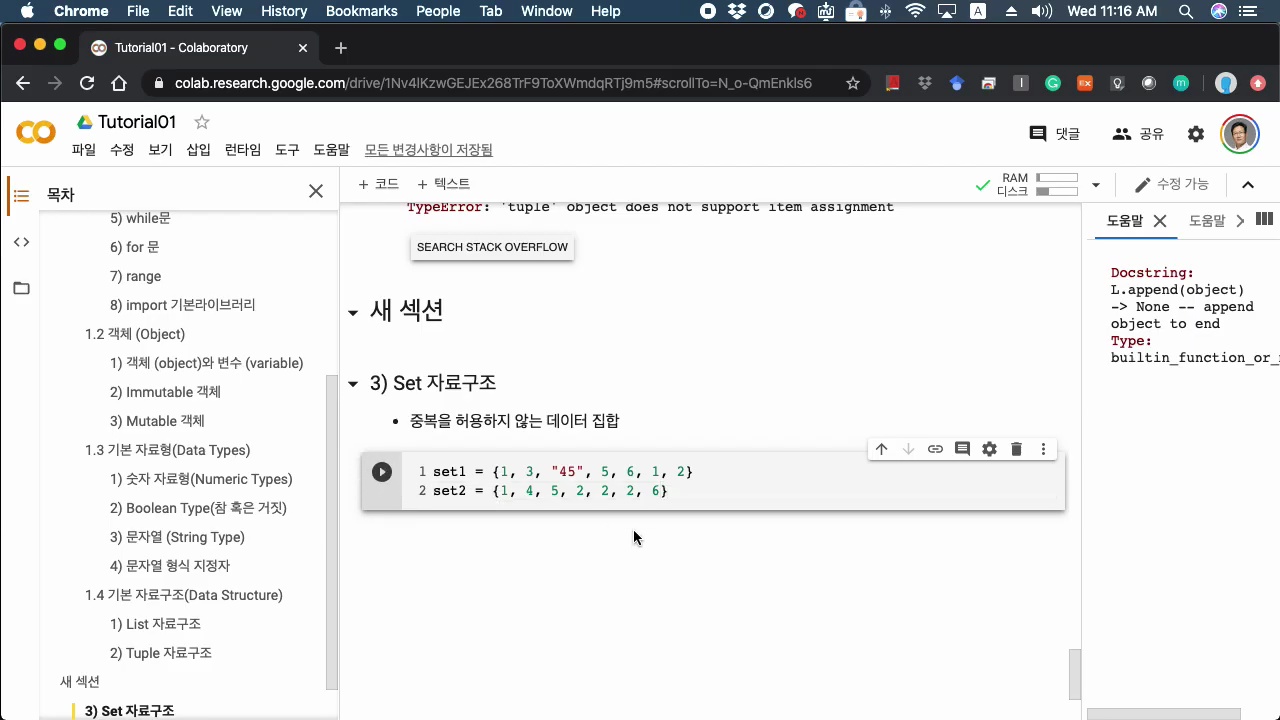 Chrome File Edit View History Bookmarks People Tab Window Help A Wed 11:16 AM
Tutorial01 - Colaboratory
colab.research.google.com/drive/1Nv4lKzwGEJEx268TrF9ToXWmdqRTj9m5#scrollTo=N_o-QmEnkls6
Tutorial01
댓글 공유
파일 수정 보기 삽입 런타임 도구 도움말 모든 변경사항이 저장됨
목차
+ 코드 + 텍스트
RAM
디스크
수정 가능
5) while문
6) for 문
7) range
8) import 기본라이브러리
1.2 객체 (Object)
1) 객체 (object)와 변수 (variable)
2) Immutable 객체
3) Mutable 객체
1.3 기본 자료형(Data Types)
1) 숫자 자료형(Numeric Types)
2) Boolean Type(참 혹은 거짓)
3) 문자열 (String Type)
4) 문자열 형식 지정자
1.4 기본 자료구조(Data Structure)
1) List 자료구조
2) Tuple 자료구조
새 섹션
3) Set 자료구조
TypeError: 'tuple' object does not support item assignment
SEARCH STACK OVERFLOW
새 섹션
3) Set 자료구조
• 중복을 허용하지 않는 데이터 집합
1 set1 = {1, 3, "45", 5, 6, 1, 2}
2 set2 = {1, 4, 5, 2, 2, 2, 6}
도움말 도움말
Docstring:
L.append(object)
-> None -- append
object to end
Type:
builtin_function_or_